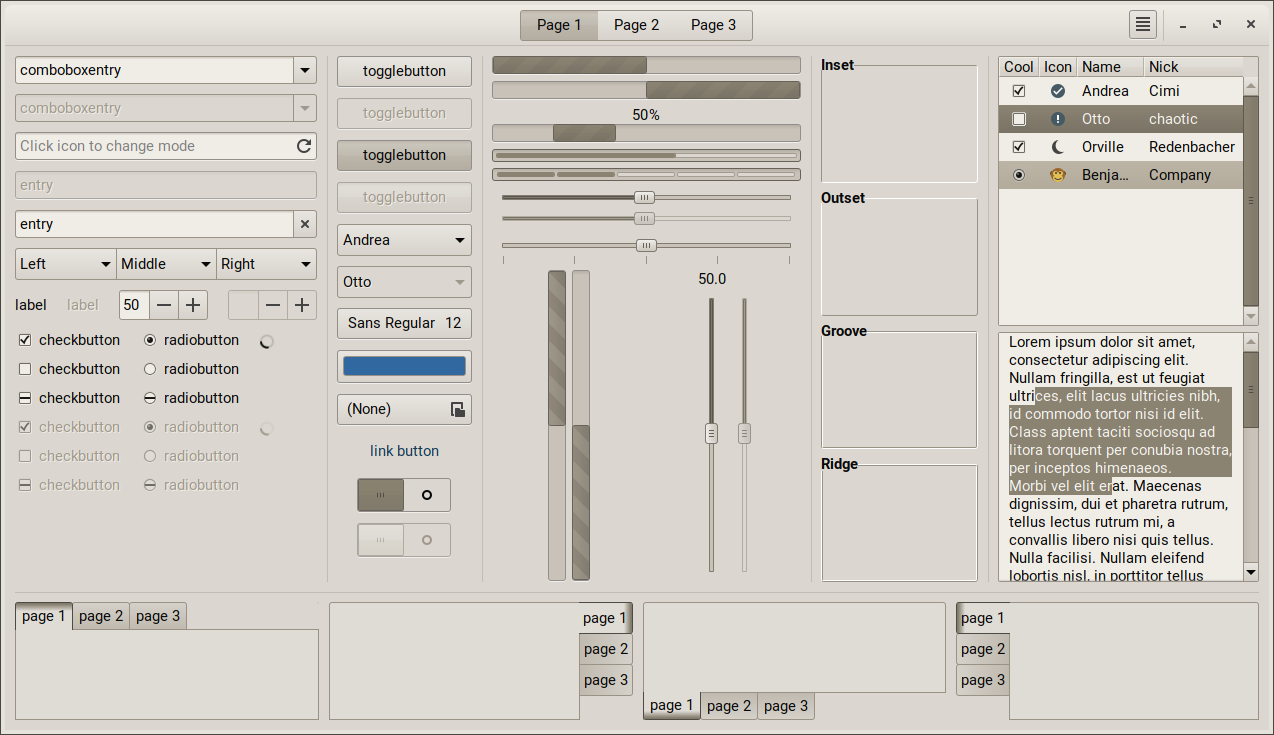 Page 1 Page 2 Page 3
comboboxentry
comboboxentry
Click icon to change mode
entry
entry
Left Middle Right
label label 50
checkbutton radiobutton
checkbutton radiobutton
checkbutton radiobutton
checkbutton radiobutton
checkbutton radiobutton
checkbutton radiobutton
togglebutton
togglebutton
togglebutton
togglebutton
Andrea
Otto
Sans Regular 12
(None)
link button
50%
50.0
Inset
Outset
Groove
Ridge
Cool Icon Name Nick
Andrea Cimi
Otto chaotic
Orville Redenbacher
Benja... Company
Lorem ipsum dolor sit amet,
consectetur adipiscing elit.
Nullam fringilla, est ut feugiat
ultrices, elit lacus ultricies nibh,
id commodo tortor nisi id elit.
Class aptent taciti sociosqu ad
litora torquent per conubia nostra,
per inceptos himenaeos.
Morbi vel elit erat. Maecenas
dignissim, dui et pharetra rutrum,
tellus lectus rutrum mi, a
convallis libero nisi quis tellus.
Nulla facilisi. Nullam eleifend
lobortis nisl, in porttitor tellus
page 1 page 2 page 3
page 1
page 2
page 3
page 1 page 2 page 3
page 1
page 2
page 3